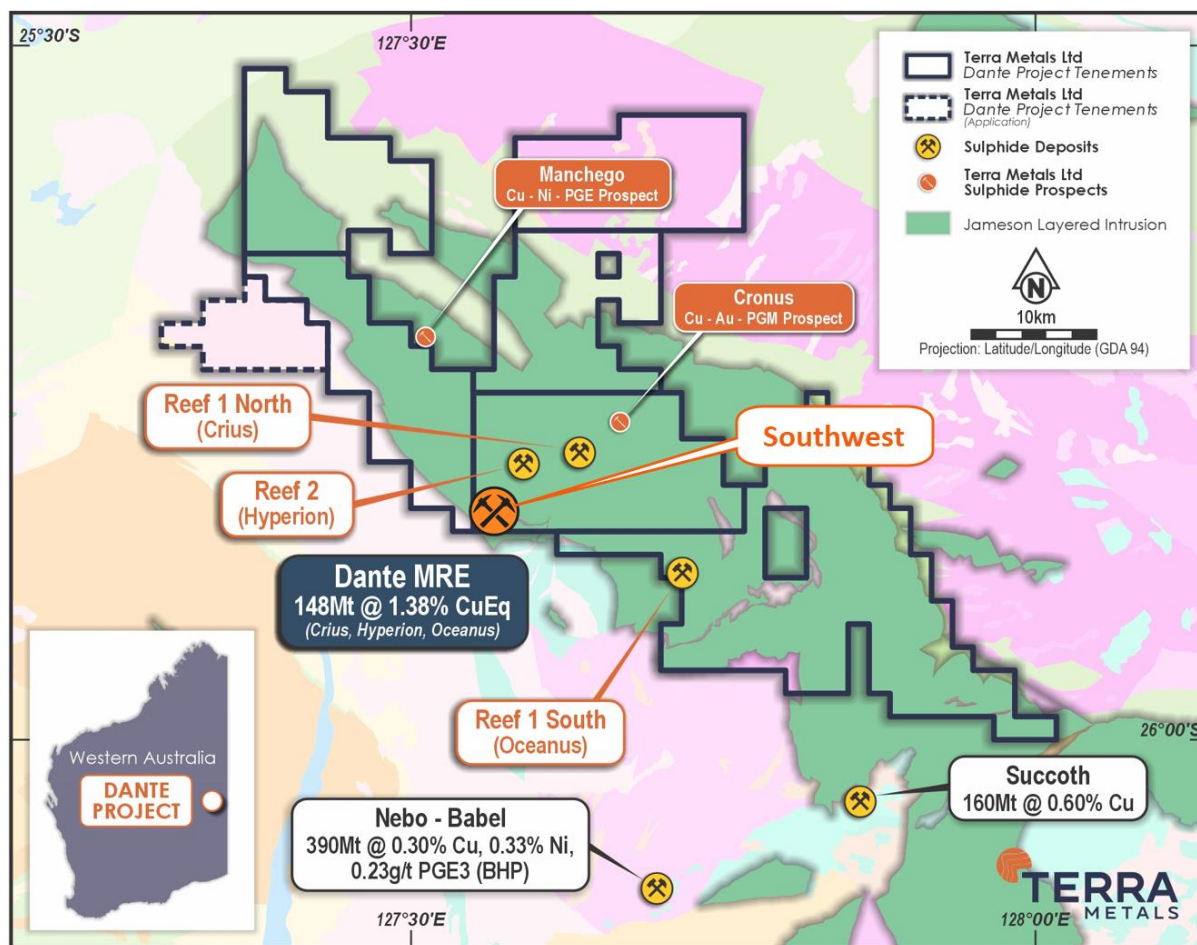 25°30'S
127°30'E
Terra Metals Ltd
Dante Project Tenements
Terra Metals Ltd
Dante Project Tenements
(Application)
Sulphide Deposits
Terra Metals Ltd
Sulphide Prospects
Jameson Layered Intrusion
N
10km
Projection: Latitude/Longitude (GDA 94)
Manchego
Cu - Ni - PGE Prospect
Cronus
Cu - Au - PGM Prospect
Reef 1 North
(Crius)
Southwest
Reef 2
(Hyperion)
Dante MRE
148Mt @ 1.38% CuEq
(Crius, Hyperion, Oceanus)
Reef 1 South
(Oceanus)
26°00'S
Western Australia
DANTE
PROJECT
Succoth
160Mt @ 0.60% Cu
Nebo - Babel
390Mt @ 0.30% Cu, 0.33% Ni,
0.23g/t PGE3 (BHP)
TERRA
METALS
127°30'E
128°00'E